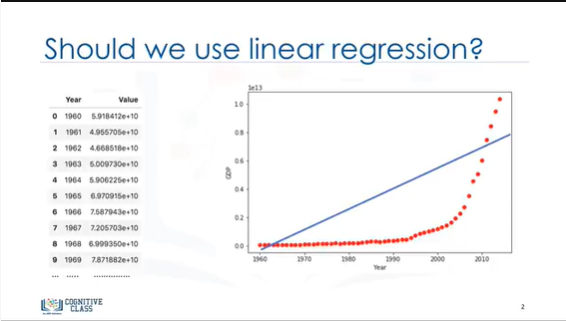 Should we use linear regression?
Year Value
0 1960 5.918412e+10
1 1961 4.955705e+10
2 1962 4.668518e+10
3 1963 5.009730e+10
4 1964 5.906225e+10
5 1965 6.970915e+10
6 1966 7.587943e+10
7 1967 7.205703e+10
8 1968 6.999350e+10
9 1969 7.871882e+10
... ..... ...............
1e13
1.0
0.8
0.6
0.4
0.2
0.0
GDP
1960 1970 1980 1990 2000 2010
Year
COGNITIVE
CLASS
2